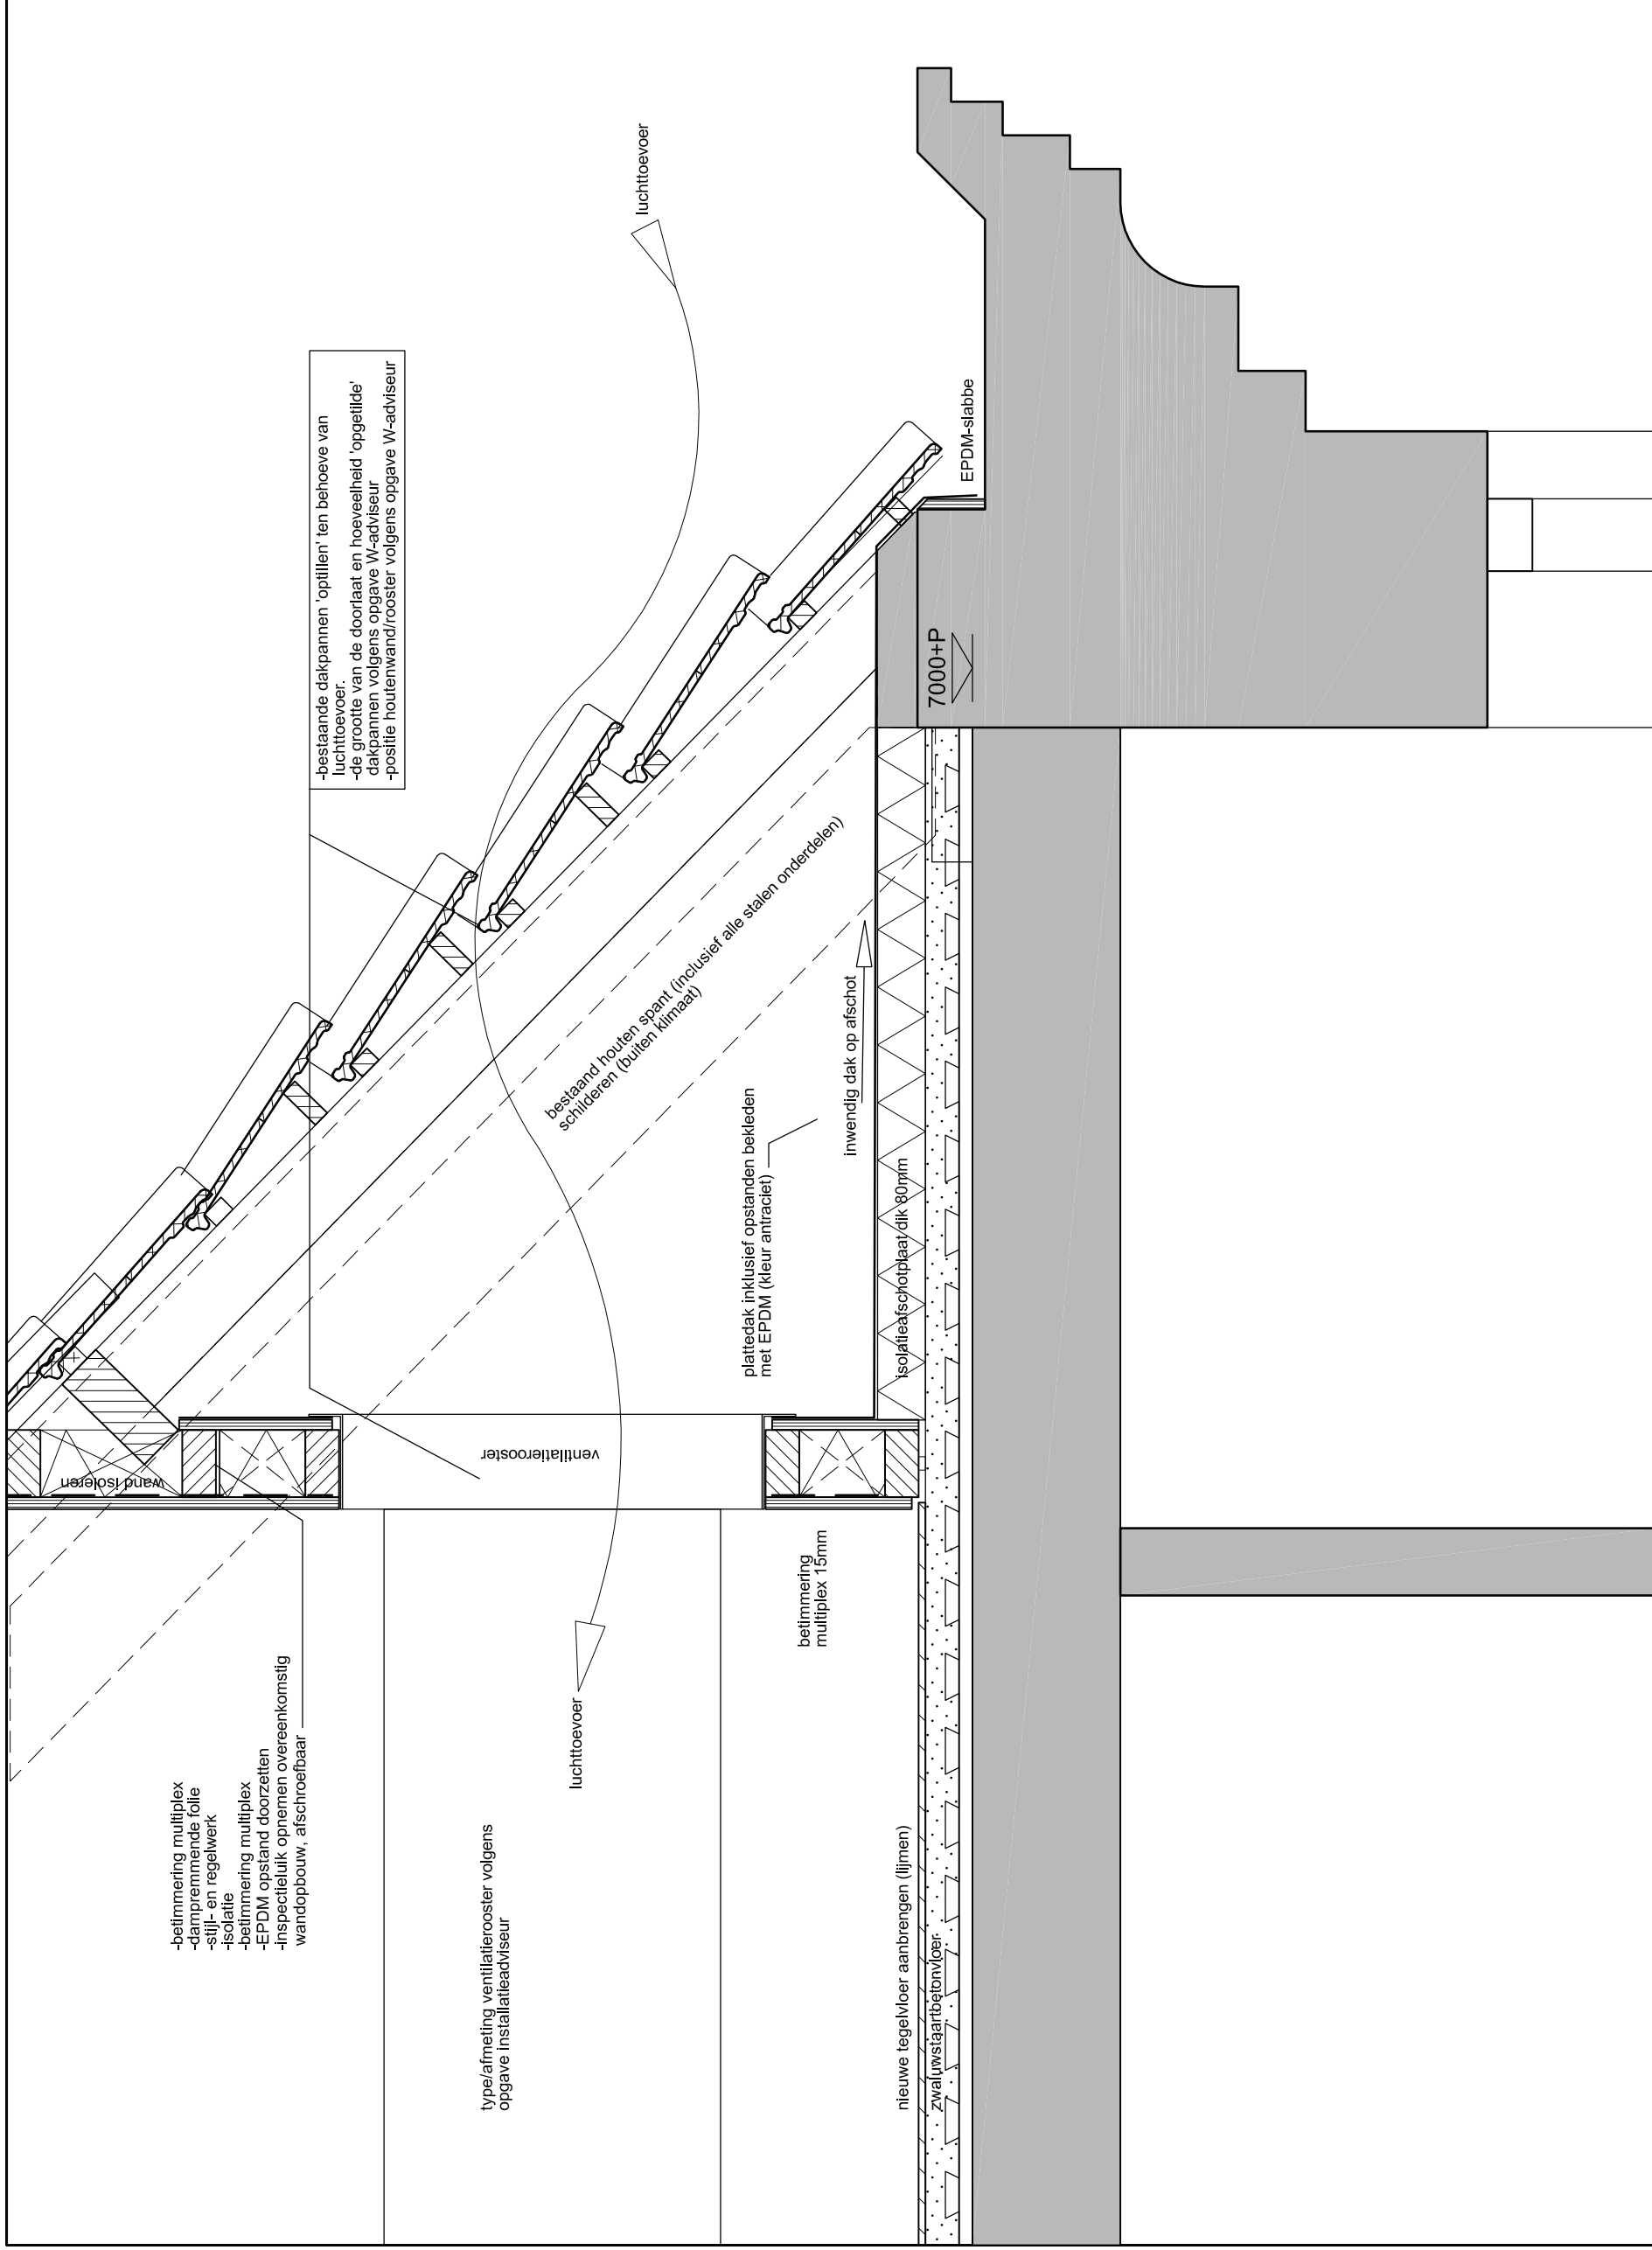 luchttoevoer
-bestaande dakpannen 'optillen' ten behoeve van
luchttoevoer.
-de grootte van de doorlaat en hoeveelheid 'opgetilde'
dakpannen volgens opgave W-adviseur
-positie houtenwand/rooster volgens opgave W-adviseur
EPDM-slabbe
7000+P
bestaand houten spant (inclusief alle stalen onderdelen)
schilderen (buiten klimaat)
inwendig dak op afschot
plattedak inklusief opstanden bekleden
met EPDM (kleur antraciet)
isolatieafschotplaat dik 80mm
wand isoleren
ventilatierooster
betimmering
multiplex 15mm
-betimmering multiplex
-dampremmende folie
-stijl- en regelwerk
-isolatie
-betimmering multiplex
-EPDM opstand doorzetten
-inspectieluik opnemen overeenkomstig
wandopbouw, afschroefbaar
luchttoevoer
type/afmeting ventilatierooster volgens
opgave installatieadviseur
nieuwe tegelvloer aanbrengen (lijmen)
zwaluwstaartbetonvloer